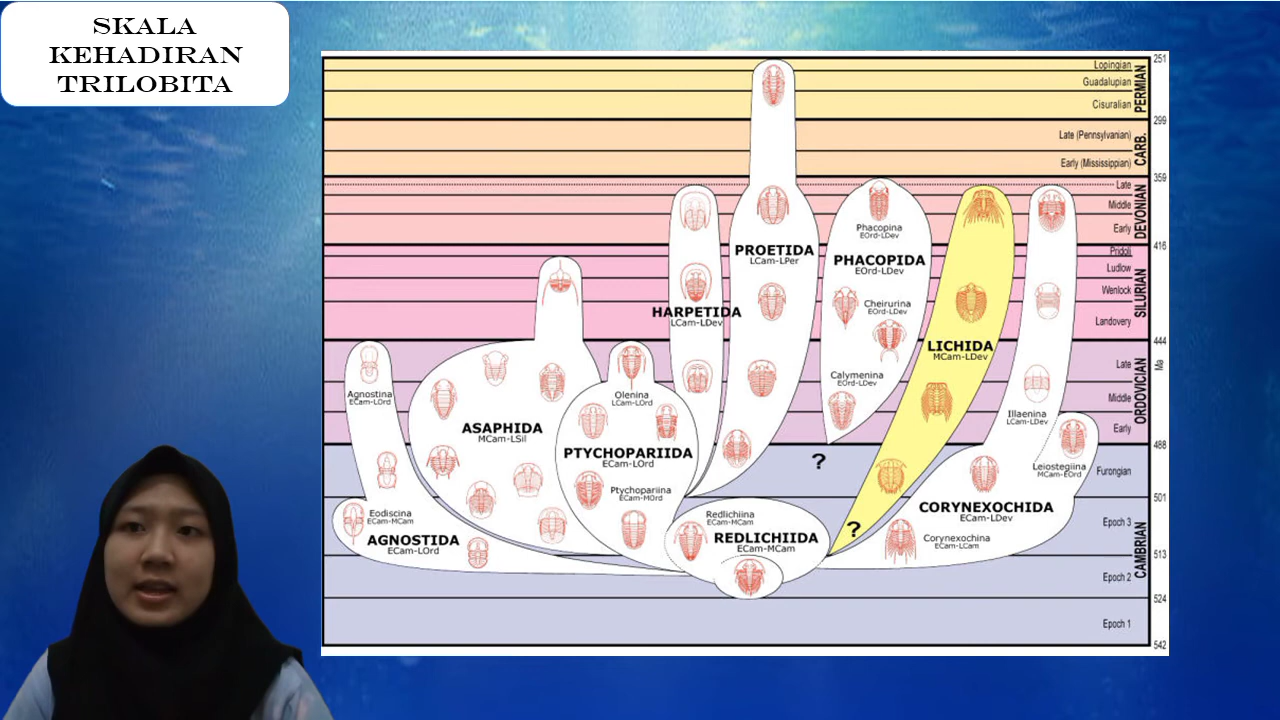 SKALA
KEHADIRAN
TRILOBITA
251
Lopingian
Guadalupian
Cisuralian
PERMIAN
299
Late (Pennsylvanian)
Early (Mississippian)
CARB.
359
Late
Middle
Early
DEVONIAN
416
Pridoli
Ludlow
Wenlock
Landovery
SILURIAN
444
Ma
Late
Middle
Early
ORDOVICIAN
488
Furongian
501
Epoch 3
513
Epoch 2
524
Epoch 1
CAMBRIAN
542
Agnostina
ECam-LOrd
Eodiscina
ECam-MCam
AGNOSTIDA
ECam-LOrd
ASAPHIDA
MCam-LSil
Olenina
LCam-LOrd
PTYCHOPARIIDA
ECam-LOrd
Ptychopariina
ECam-MOrd
HARPETIDA
LCam-LDev
PROETIDA
LCam-LPer
Redlichiina
ECam-MCam
REDLICHIIDA
ECam-MCam
Phacopina
EOrd-LDev
PHACOPIDA
EOrd-LDev
Cheirurina
EOrd-LDev
Calymenina
EOrd-LDev
?
?
LICHIDA
MCam-LDev
Illaenina
LCam-LDev
Leiostegiina
MCam-EOrd
CORYNEXOCHIDA
ECam-LDev
Corynexochina
ECam-LCam